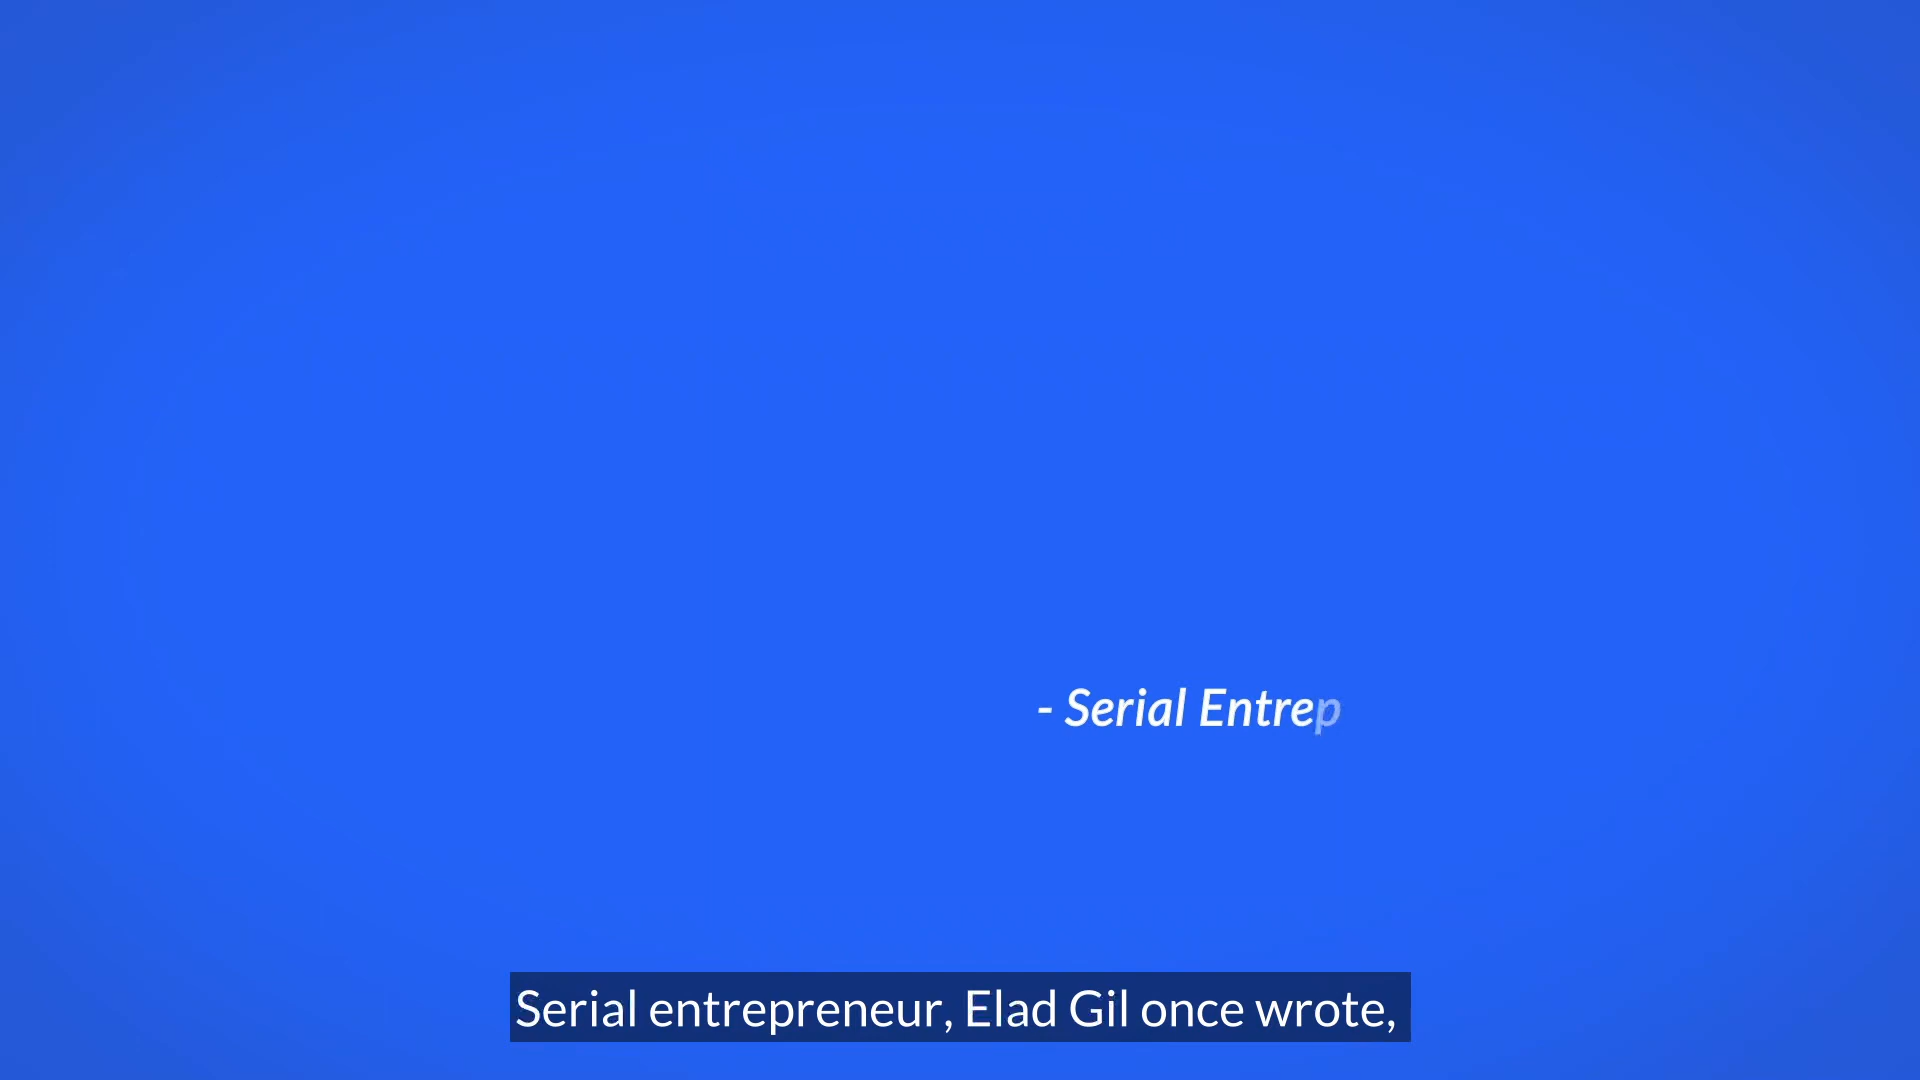 - Serial Entrep
Serial entrepreneur, Elad Gil once wrote,